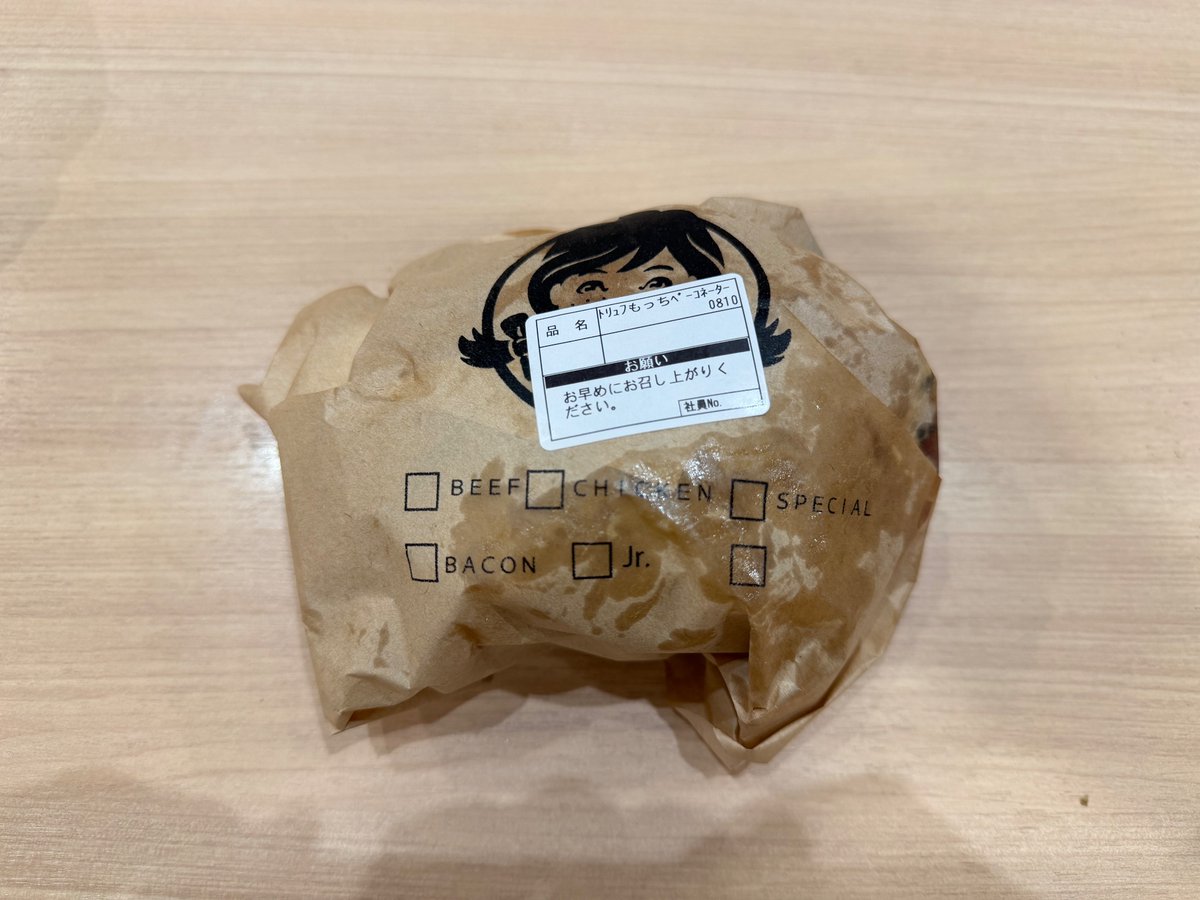 品 名
ﾄﾘｭﾌもっちﾍﾞｰｺﾈｰﾀｰ
0810
お願い
お早めにお召し上がりく
ださい。
社員No.
BEEF CHICKEN SPECIAL
BACON Jr.